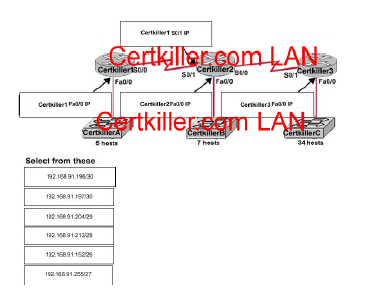 Certkiller1 S0/1 IP
Certkiller.com LAN
Certkiller1 S0/0
S0/1 Certkiller2 S4/0
S0/1 Certkiller3
Fa0/0
Fa0/0
Fa0/0
Certkiller1 Fa0/0 IP
Certkiller2Fa0/0 IP
Certkiller3 Fa0/0 IP
Certkiller.com LAN
CertkillerA
CertkillerB
CertkillerC
6 hosts
7 hosts
34 hosts
Select from these
192.168.91.196/30
192.168.91.197/30
192.168.91.204/29
192.168.91.213/28
192.168.91.152/26
192.168.91.255/27